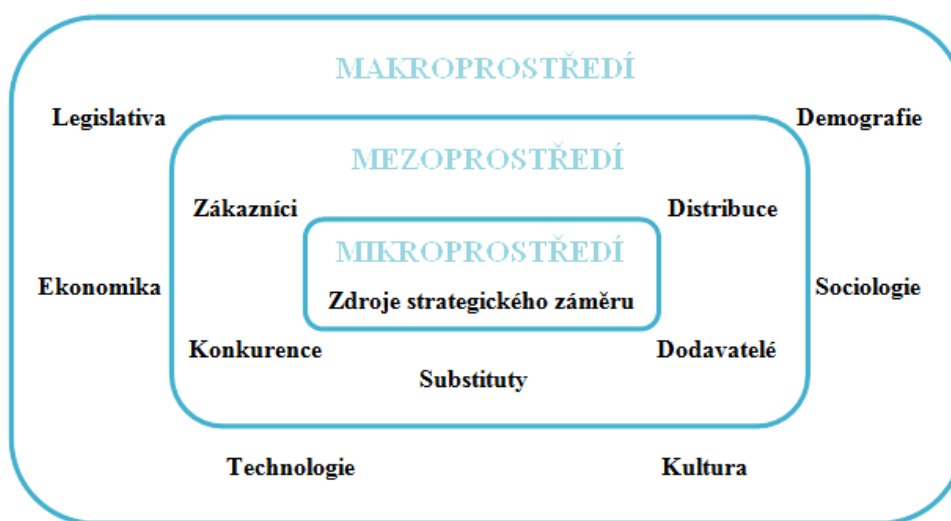 MAKROPROSTŘEDÍ
Legislativa
Demografie
MEZOPROSTŘEDÍ
Zákazníci
Distribuce
MIKROPROSTŘEDÍ
Ekonomika
Zdroje strategického záměru
Sociologie
Konkurence
Dodavatelé
Substituty
Technologie
Kultura